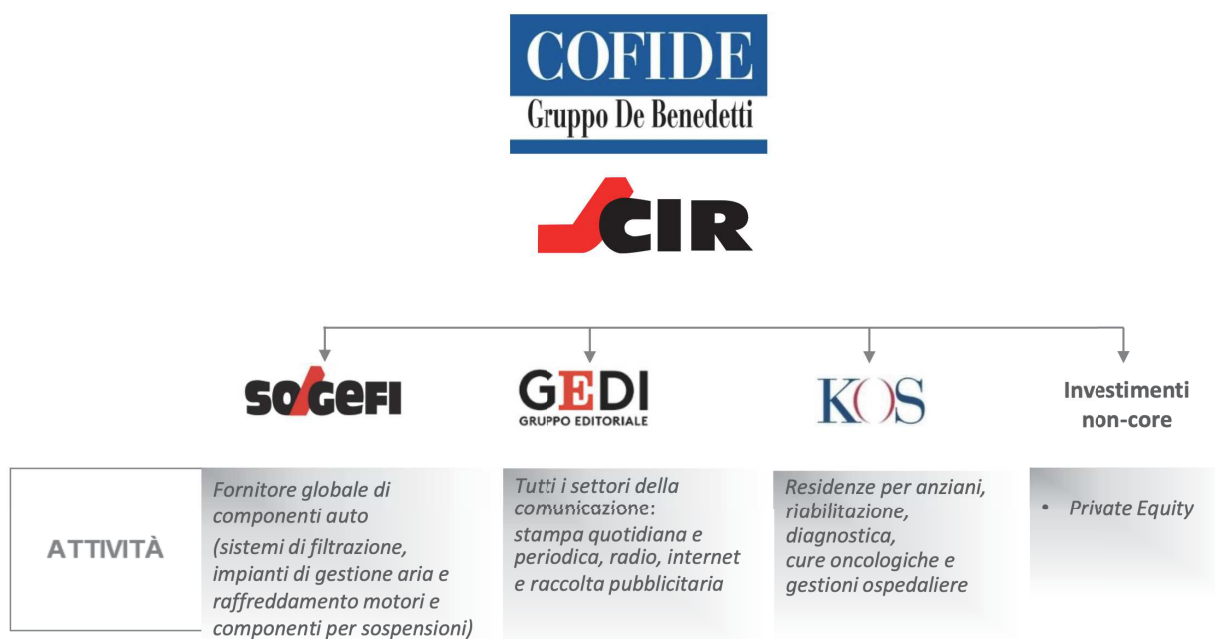 COFIDE
Gruppo De Benedetti
CIR
SOGEFI
GEDI
GRUPPO EDITORIALE
KOS
Investimenti
non-core
ATTIVITÀ
Fornitore globale di
componenti auto
(sistemi di filtrazione,
impianti di gestione aria e
raffreddamento motori e
componenti per sospensioni)
Tutti i settori della
comunicazione:
stampa quotidiana e
periodica, radio, internet
e raccolta pubblicitaria
Residenze per anziani,
riabilitazione,
diagnostica,
cure oncologiche e
gestioni ospedaliere
• Private Equity